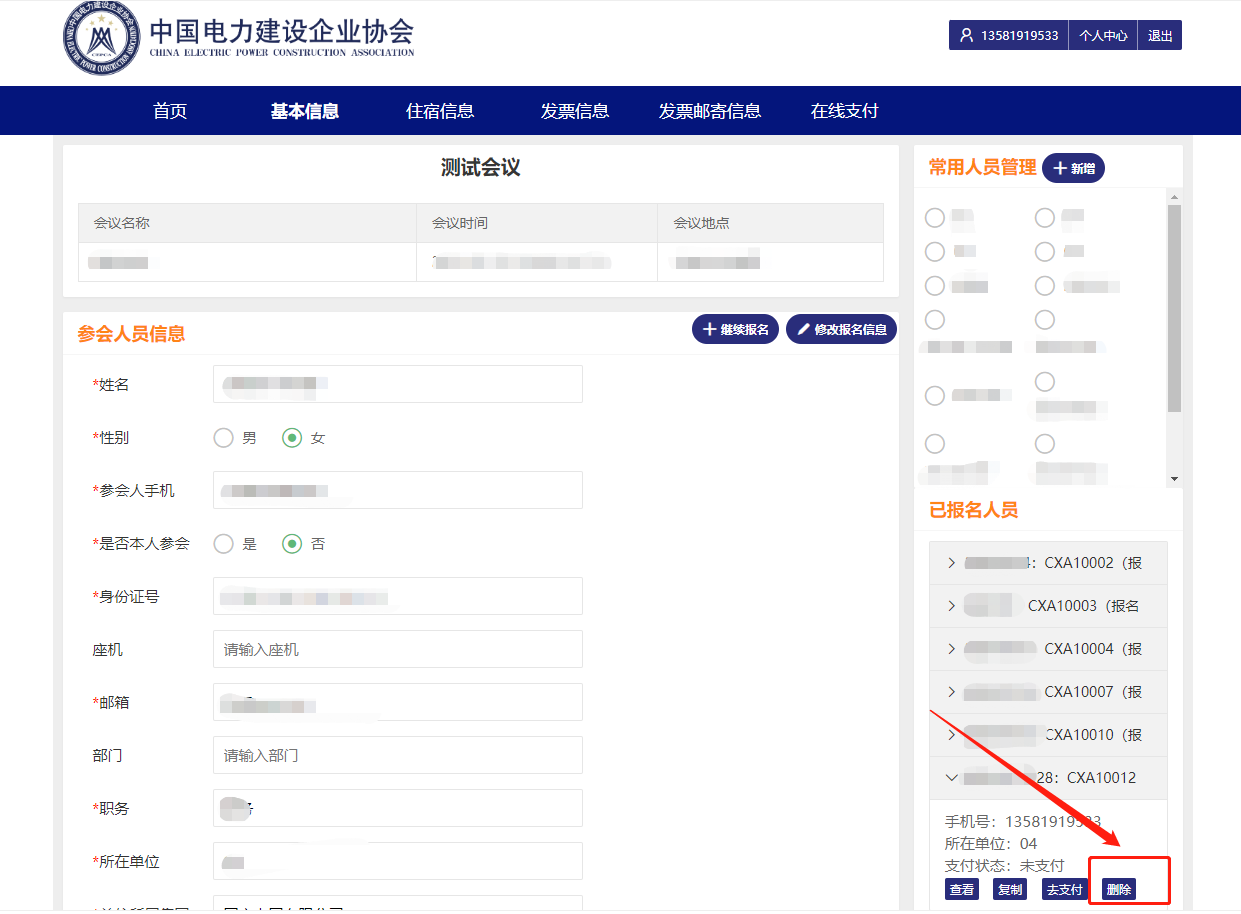 中国电力建设企业协会
CHINA ELECTRIC POWER CONSTRUCTION ASSOCIATION
13581919533 个人中心 退出
首页 基本信息 住宿信息 发票信息 发票邮寄信息 在线支付
测试会议
会议名称 会议时间 会议地点
参会人员信息 继续报名 修改报名信息
*姓名
*性别 男 女
*参会人手机
*是否本人参会 是 否
*身份证号
座机 请输入座机
*邮箱
部门 请输入部门
*职务
*所在单位
常用人员管理 新增
已报名人员
CXA10002（报
CXA10003（报名
CXA10004（报
CXA10007（报
CXA10010（报
28：CXA10012
手机号：13581919533
所在单位：04
支付状态：未支付
查看 复制 去支付 删除